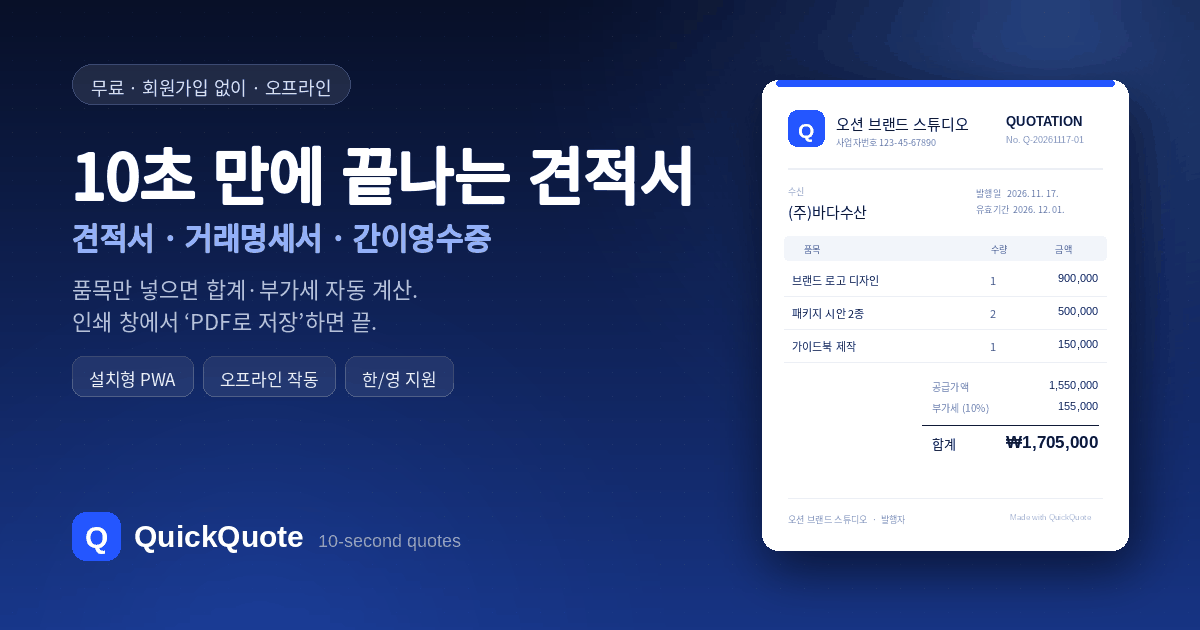 무료 · 회원가입 없이 · 오프라인
10초 만에 끝나는 견적서
견적서 · 거래명세서 · 간이영수증
품목만 넣으면 합계·부가세 자동 계산.
인쇄 창에서 ‘PDF로 저장’하면 끝.
설치형 PWA
오프라인 작동
한/영 지원
Q QuickQuote 10-second quotes
Q 오션 브랜드 스튜디오 QUOTATION
사업자번호 123-45-67890 No. Q-20261117-01
수신 발행일 2026. 11. 17.
(주)바다수산 유효기간 2026. 12. 01.
품목 수량 금액
브랜드 로고 디자인 1 900,000
패키지 시안 2종 2 500,000
가이드북 제작 1 150,000
공급가액 1,550,000
부가세 (10%) 155,000
합계 ₩1,705,000
오션 브랜드 스튜디오 · 발행자 Made with QuickQuote